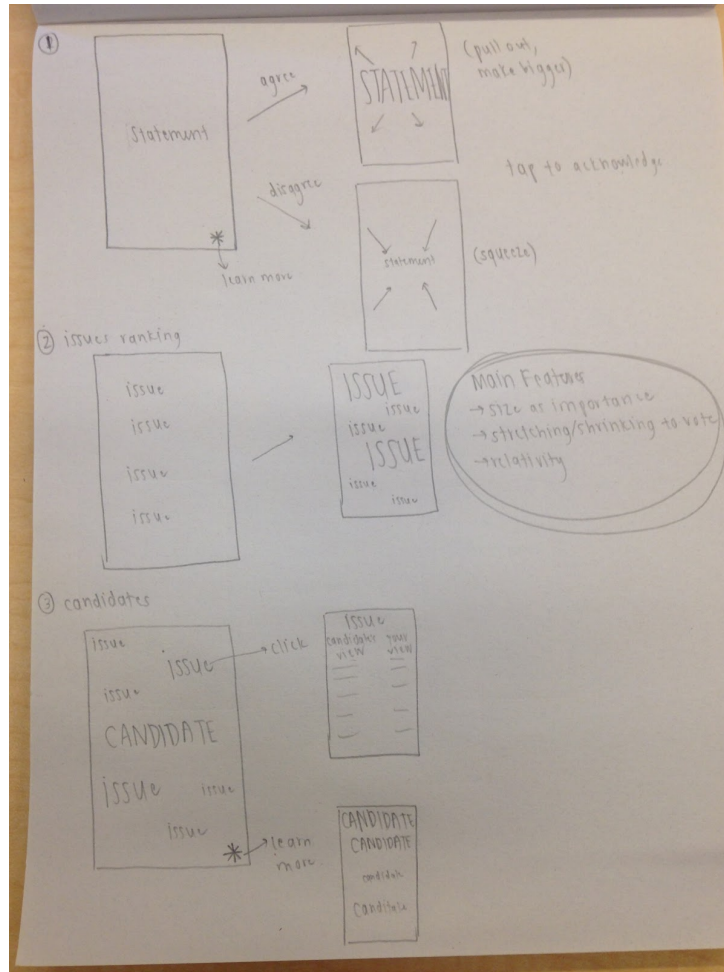 ①
statement
*
learn more
agree
STATEMENT
(pull out,
make bigger)
tap to acknowledge
disagree
statement
(squeeze)
② issues ranking
issue
issue
issue
issue
ISSUE
issue
issue
ISSUE
issue
issue
Main Features
→size as importance
→stretching/shrinking to vote
→relativity
③ candidates
issue
issue
issue
CANDIDATE
issue
issue
issue
*
click
issue
candidate's your
view view
learn
more
CANDIDATE
CANDIDATE
candidate
Candidate